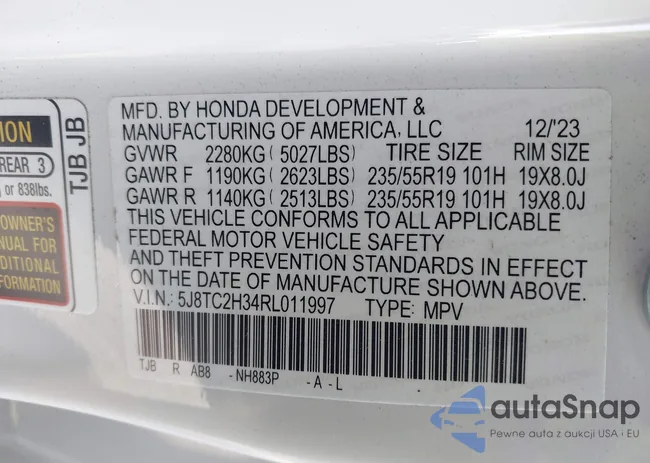 ION
REAR 3
or 838lbs.
OWNER'S
NUAL FOR
DDITIONAL
FORMATION
TJB JB
MFD. BY HONDA DEVELOPMENT &
MANUFACTURING OF AMERICA, LLC 12/'23
GVWR 2280KG (5027LBS) TIRE SIZE RIM SIZE
GAWR F 1190KG (2623LBS) 235/55R19 101H 19X8.0J
GAWR R 1140KG (2513LBS) 235/55R19 101H 19X8.0J
THIS VEHICLE CONFORMS TO ALL APPLICABLE
FEDERAL MOTOR VEHICLE SAFETY
AND THEFT PREVENTION STANDARDS IN EFFECT
ON THE DATE OF MANUFACTURE SHOWN ABOVE.
V.I.N.: 5J8TC2H34RL011997 TYPE: MPV
TJB R AB8 -NH883P -A-L
autaSnap
Pewne auta z aukcji USA i EU